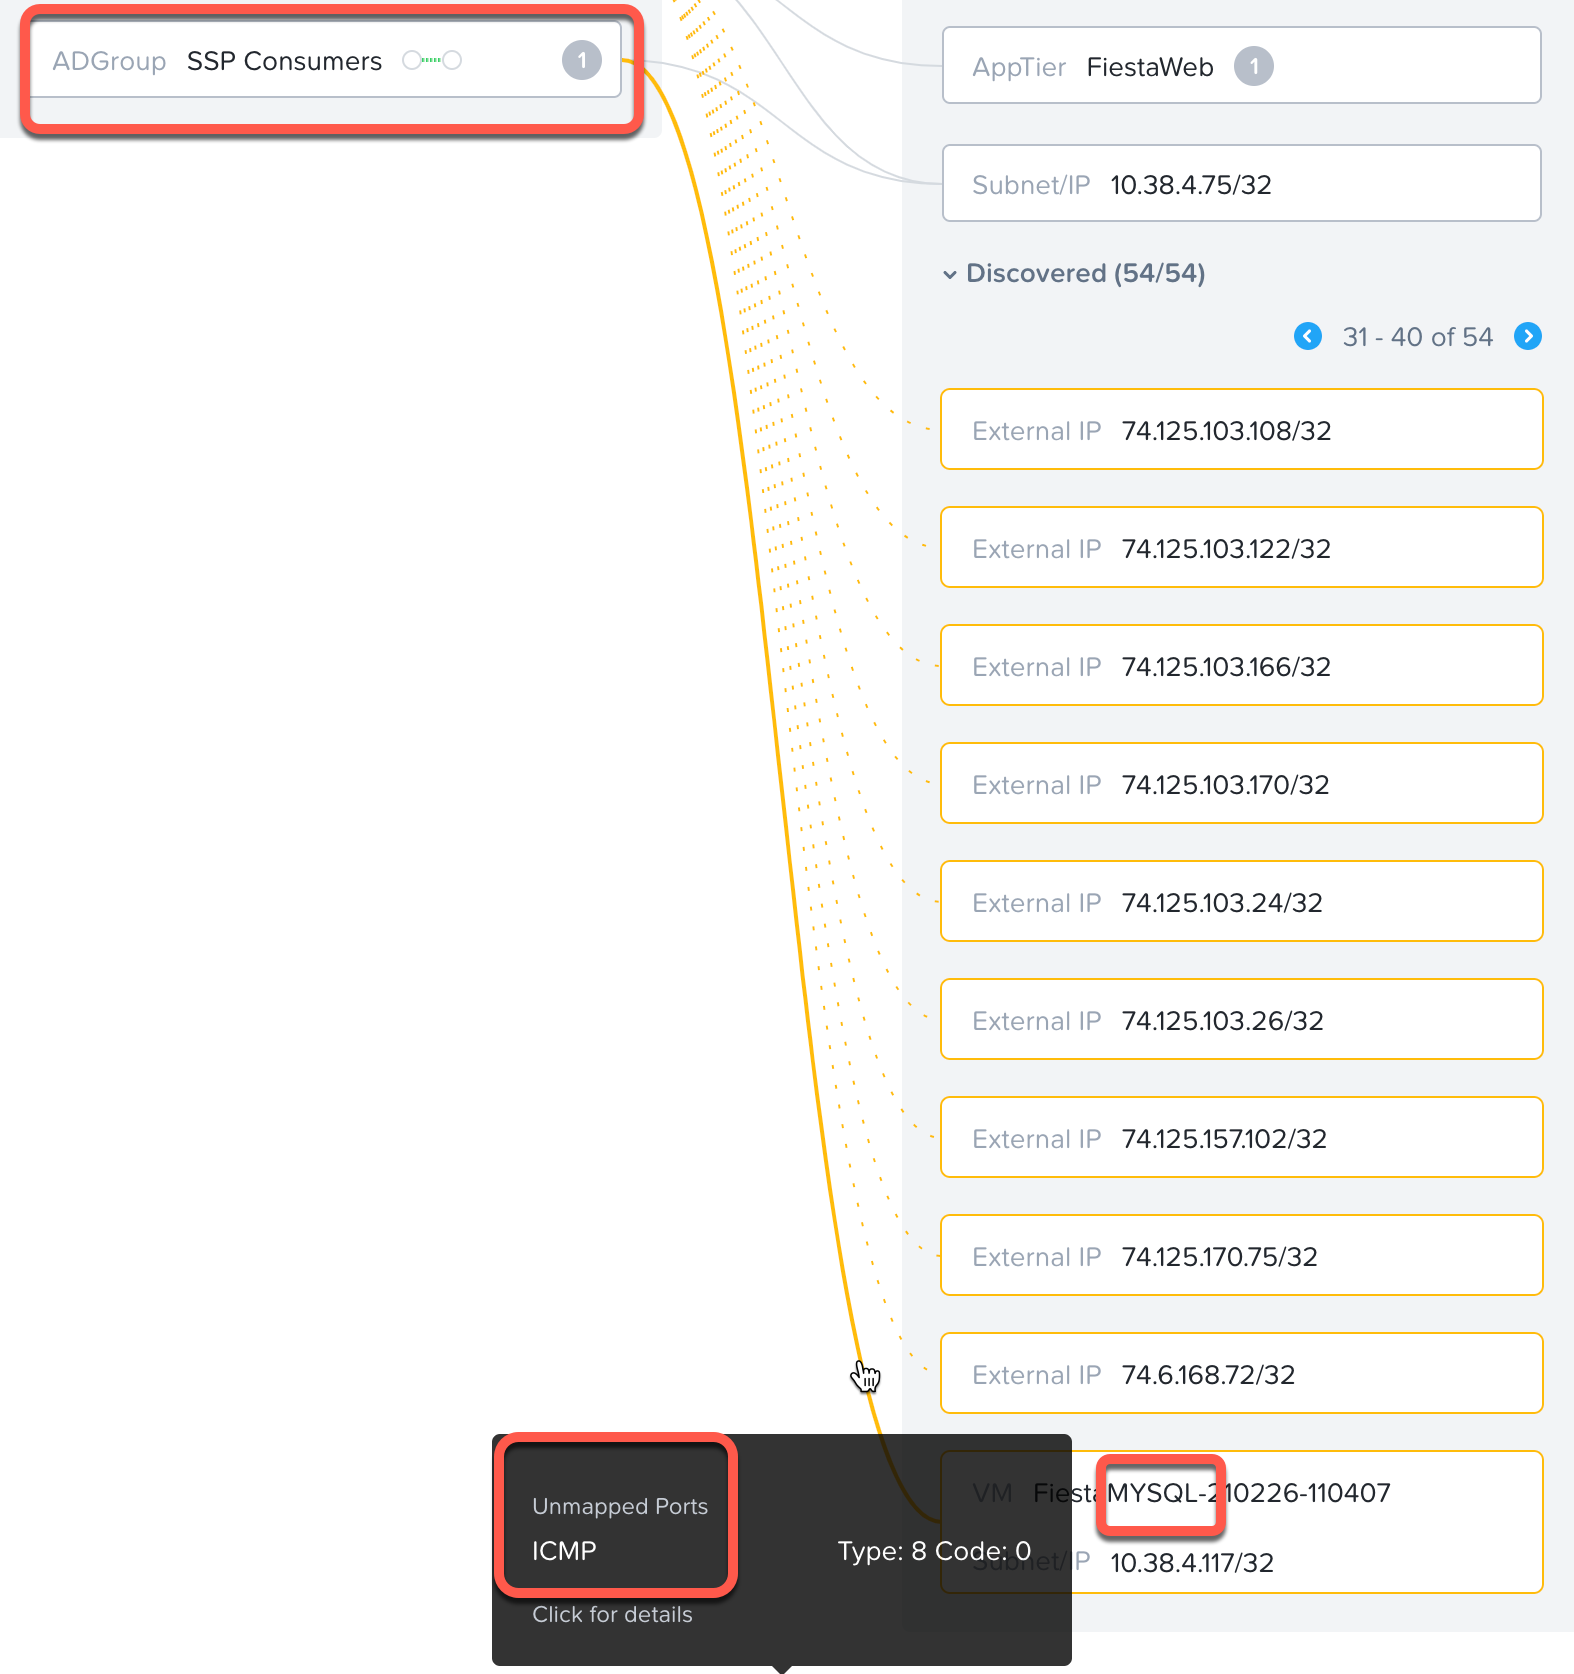 ADGroup SSP Consumers 1
AppTier FiestaWeb 1
Subnet/IP 10.38.4.75/32
Discovered (54/54)
31 - 40 of 54
External IP 74.125.103.108/32
External IP 74.125.103.122/32
External IP 74.125.103.166/32
External IP 74.125.103.170/32
External IP 74.125.103.24/32
External IP 74.125.103.26/32
External IP 74.125.157.102/32
External IP 74.125.170.75/32
External IP 74.6.168.72/32
VM FiestaMYSQL-210226-110407
Subnet/IP 10.38.4.117/32
Unmapped Ports
ICMP Type: 8 Code: 0
Click for details